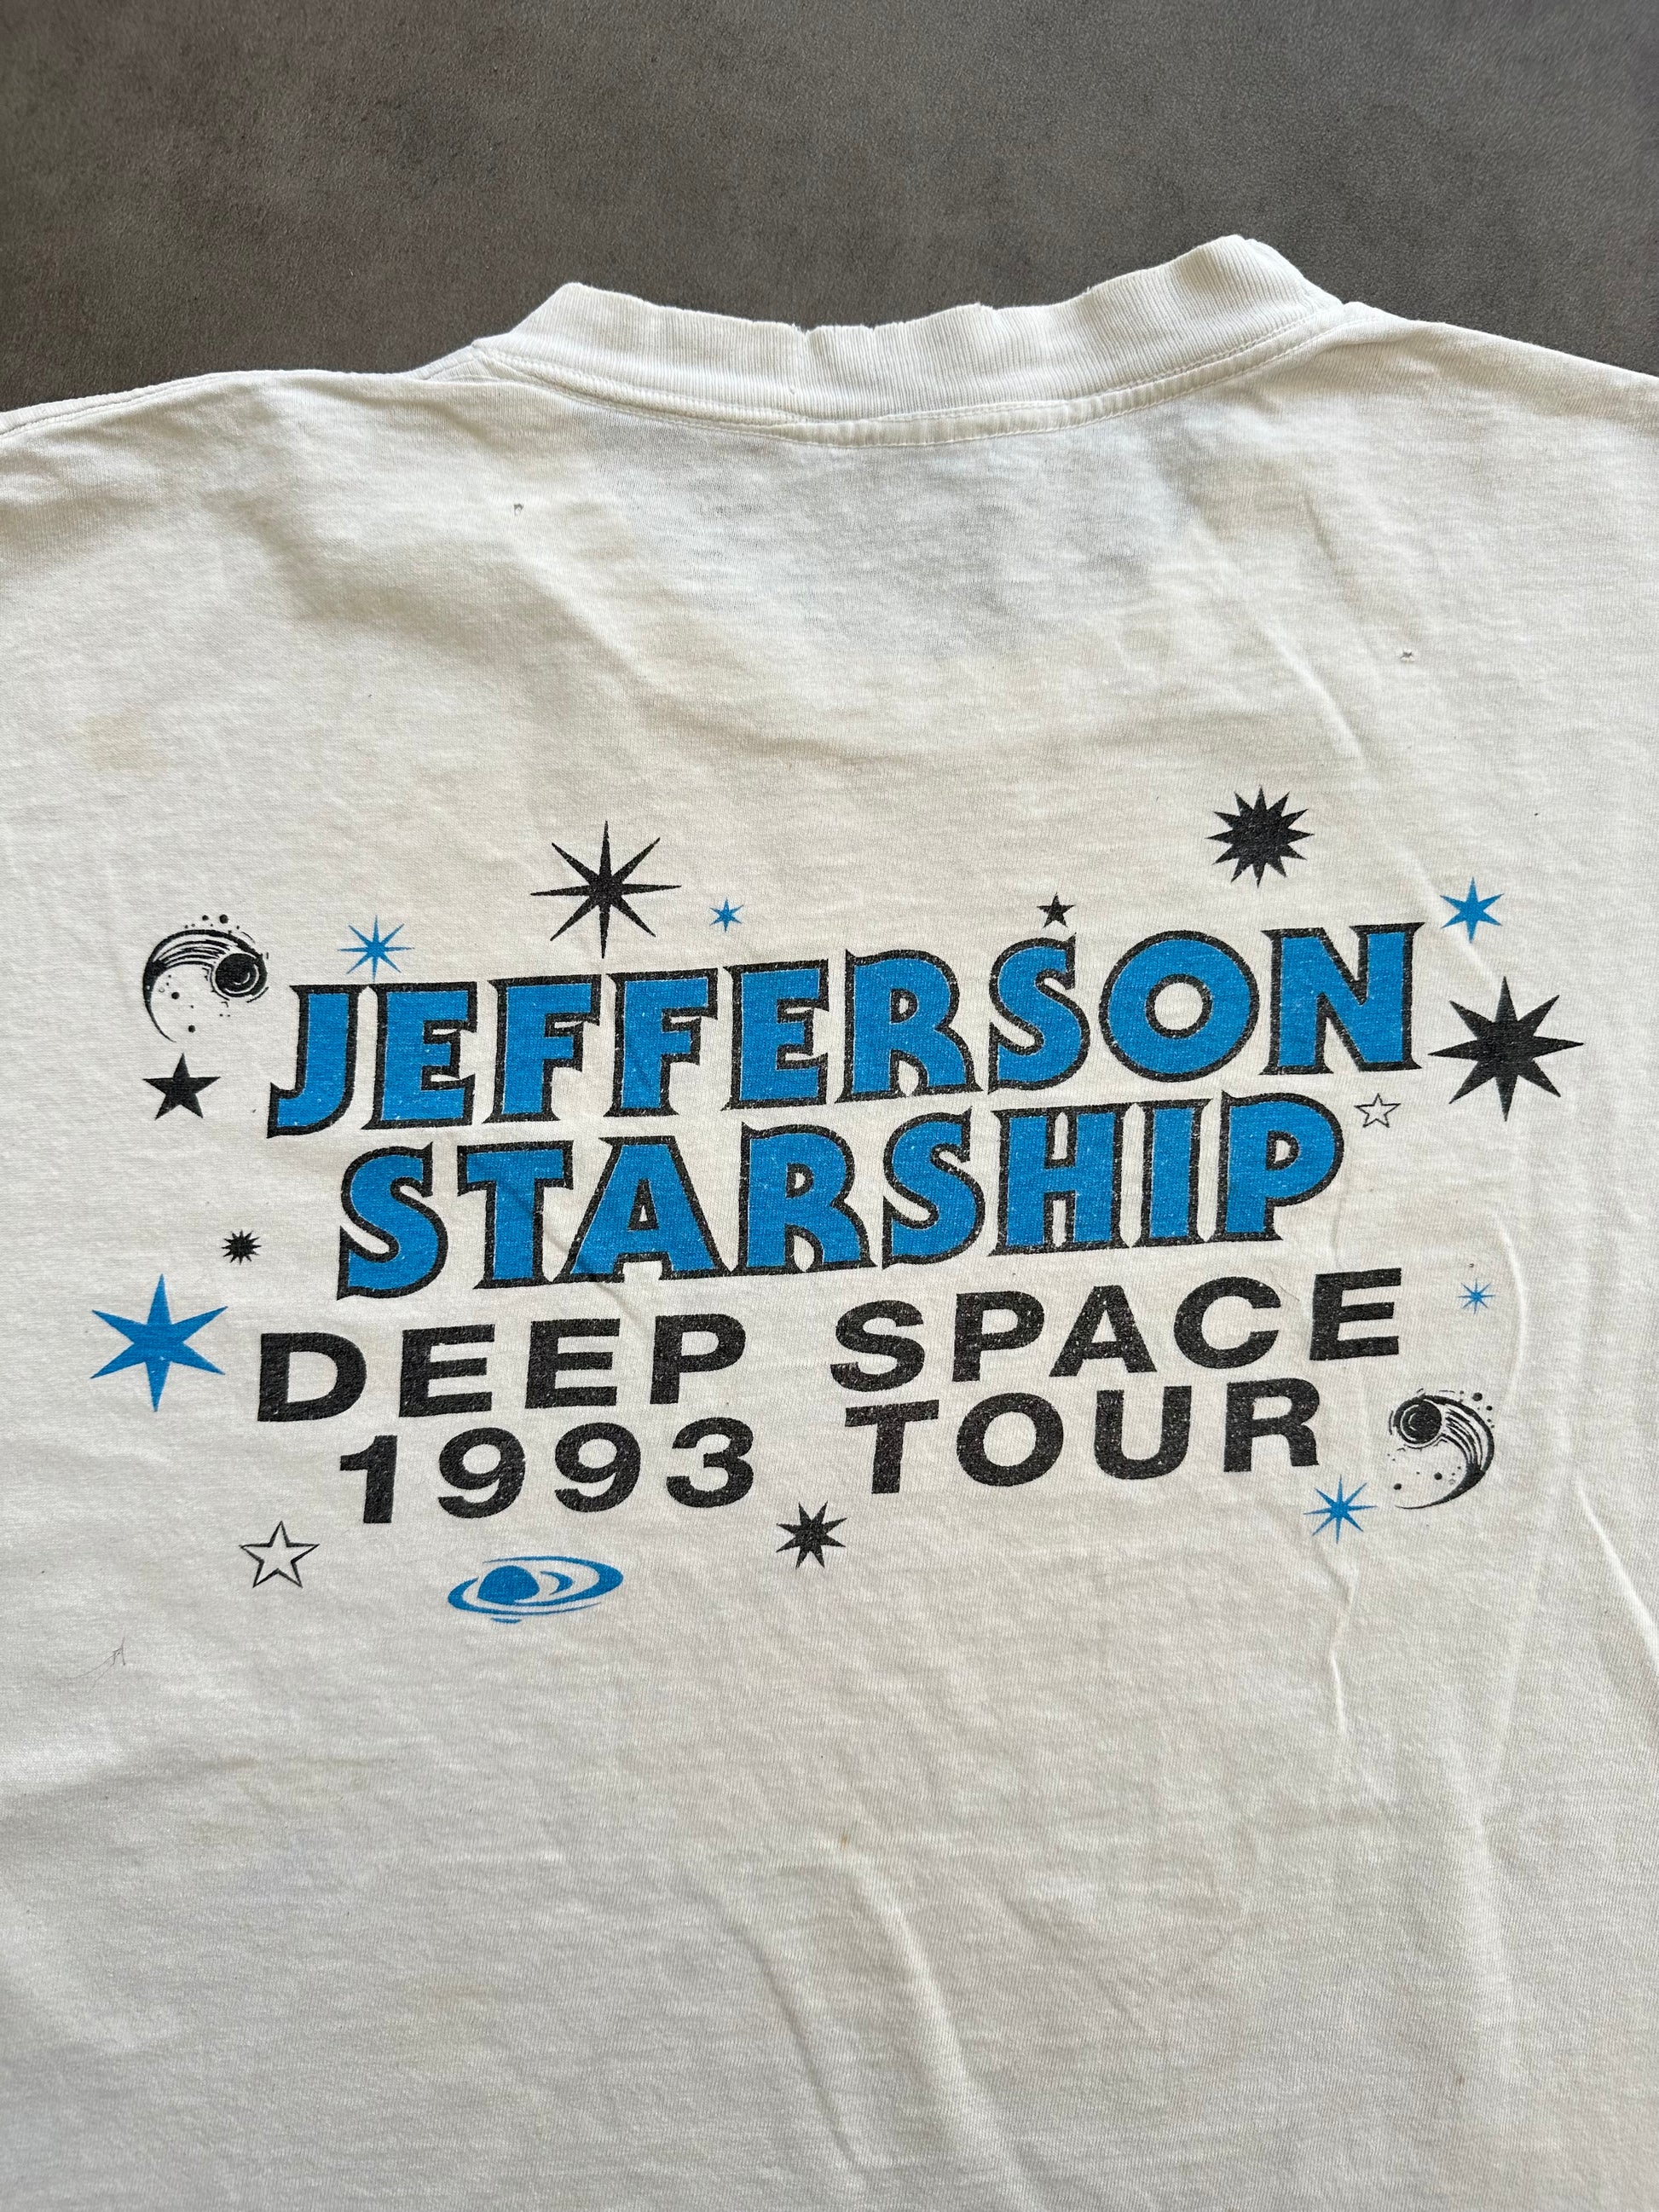 JEFFERSON
STARSHIP
DEEP SPACE
1993 TOUR